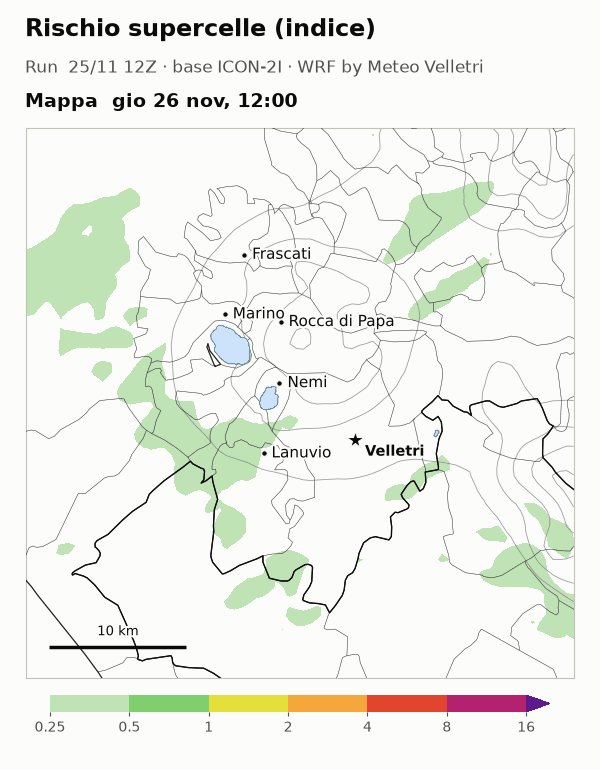 Rischio supercelle (indice)
Run  25/11 12Z · base ICON-2I · WRF by Meteo Velletri
Mappa  gio 26 nov, 12:00
Frascati
Marino
Rocca di Papa
Nemi
Velletri
Lanuvio
10 km
0.25 0.5 1 2 4 8 16